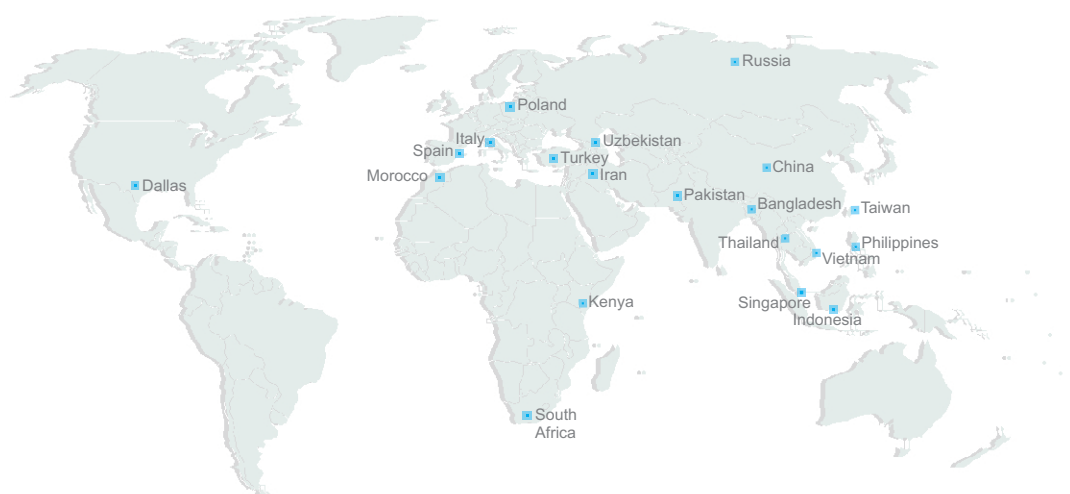 Russia
Poland
Italy
Uzbekistan
Spain
Turkey
China
Morocco
Iran
Dallas
Pakistan
Bangladesh
Taiwan
Thailand
Philippines
Vietnam
Kenya
Singapore
Indonesia
South
Africa